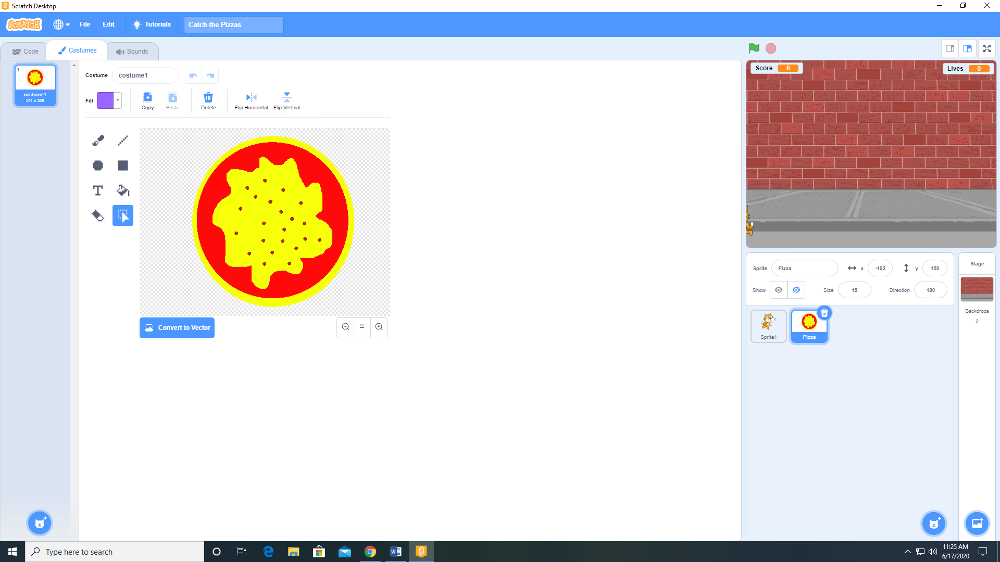 Scratch Desktop
SCRATCH
File
Edit
Tutorials
Catch the Pizzas
Code
Costumes
Sounds
1
costume1
311 x 328
Costume
costume1
Fill
Copy
Paste
Delete
Flip Horizontal
Flip Vertical
Convert to Vector
Score 8
Lives 0
Sprite
Pizza
x
-192
y
150
Show
Size
15
Direction
180
Sprite1
Pizza
Stage
Backdrops
2
Type here to search
11:25 AM
6/17/2020